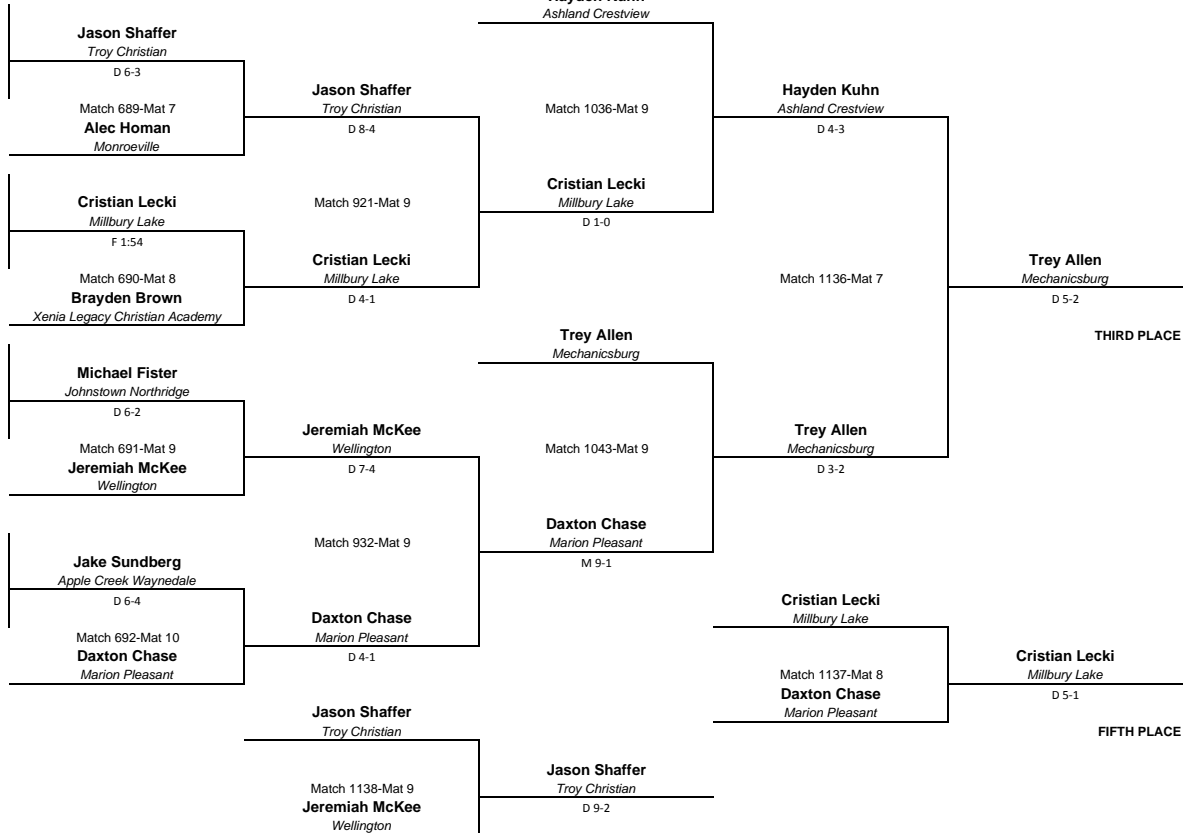 Ashland Crestview
Jason Shaffer
Troy Christian
D 6-3
Match 689-Mat 7
Alec Homan
Monroeville
Jason Shaffer
Troy Christian
D 8-4
Match 1036-Mat 9
Hayden Kuhn
Ashland Crestview
D 4-3
Cristian Lecki
Millbury Lake
F 1:54
Match 690-Mat 8
Brayden Brown
Xenia Legacy Christian Academy
Match 921-Mat 9
Cristian Lecki
Millbury Lake
D 4-1
Cristian Lecki
Millbury Lake
D 1-0
Match 1136-Mat 7
Trey Allen
Mechanicsburg
D 5-2
THIRD PLACE
Michael Fister
Johnstown Northridge
D 6-2
Match 691-Mat 9
Jeremiah McKee
Wellington
Jeremiah McKee
Wellington
D 7-4
Trey Allen
Mechanicsburg
Match 1043-Mat 9
Trey Allen
Mechanicsburg
D 3-2
Jake Sundberg
Apple Creek Waynedale
D 6-4
Match 692-Mat 10
Daxton Chase
Marion Pleasant
Match 932-Mat 9
Daxton Chase
Marion Pleasant
D 4-1
Daxton Chase
Marion Pleasant
M 9-1
Cristian Lecki
Millbury Lake
Match 1137-Mat 8
Daxton Chase
Marion Pleasant
Cristian Lecki
Millbury Lake
D 5-1
FIFTH PLACE
Jason Shaffer
Troy Christian
Match 1138-Mat 9
Jeremiah McKee
Wellington
Jason Shaffer
Troy Christian
D 9-2